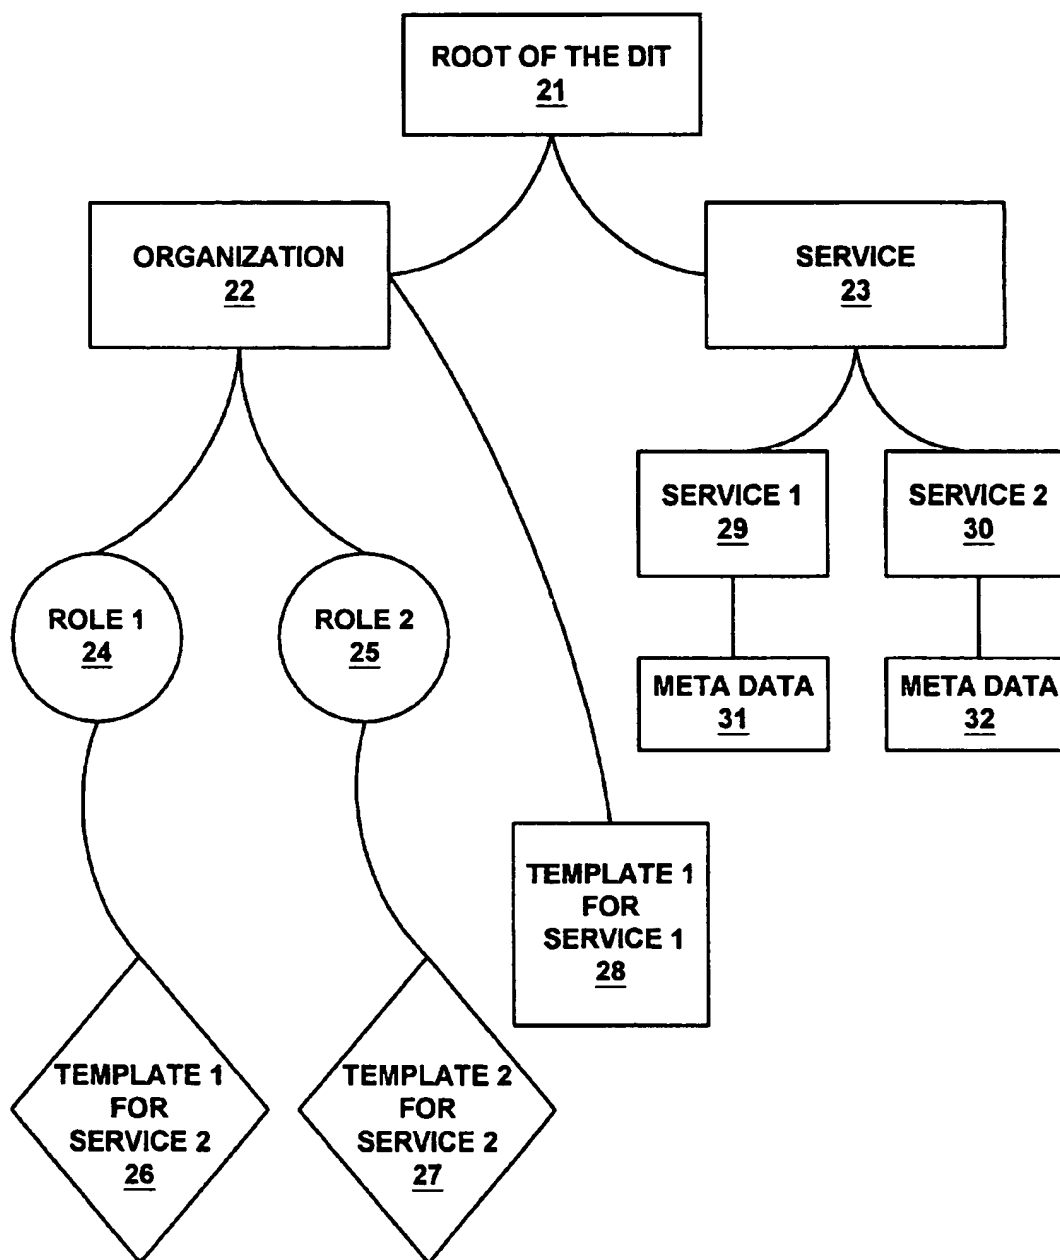 ROOT OF THE DIT
21
ORGANIZATION
22
SERVICE
23
SERVICE 1
29
SERVICE 2
30
ROLE 1
24
ROLE 2
25
META DATA
31
META DATA
32
TEMPLATE 1
FOR
SERVICE 1
28
TEMPLATE 1
FOR
SERVICE 2
26
TEMPLATE 2
FOR
SERVICE 2
27